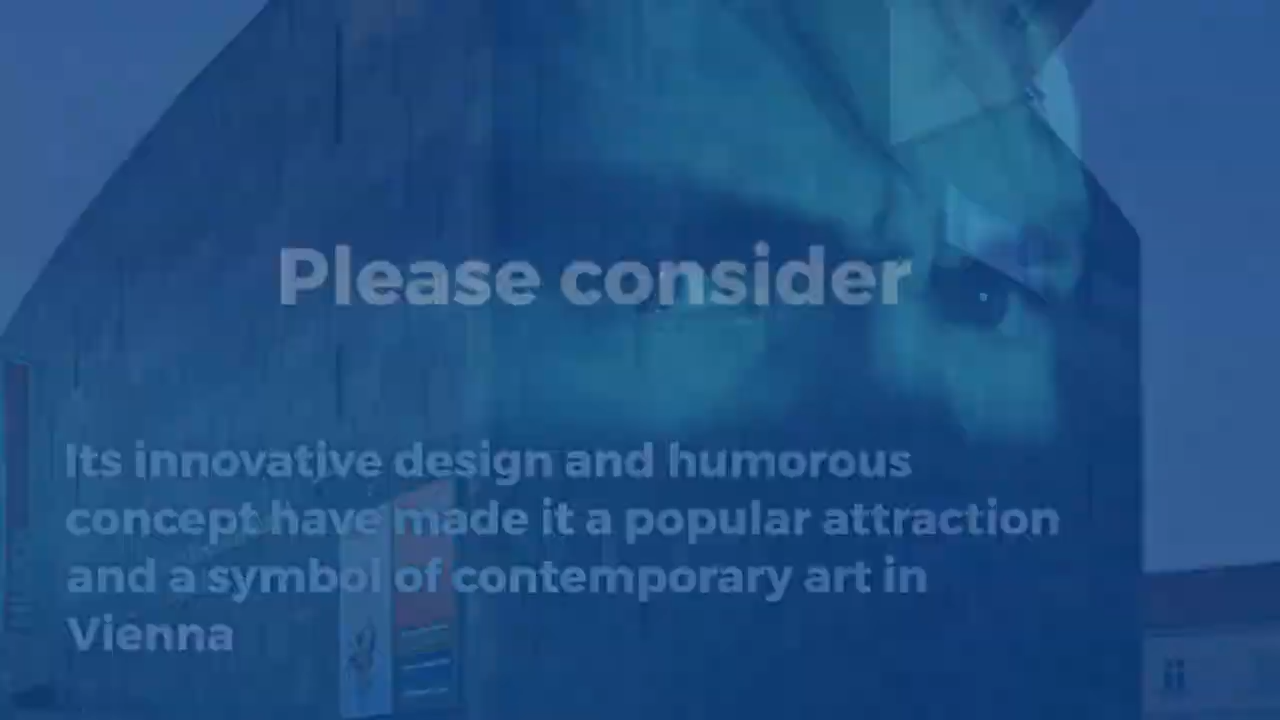 Please consider
Its innovative design and humorous
concept have made it a popular attraction
and a symbol of contemporary art in
Vienna